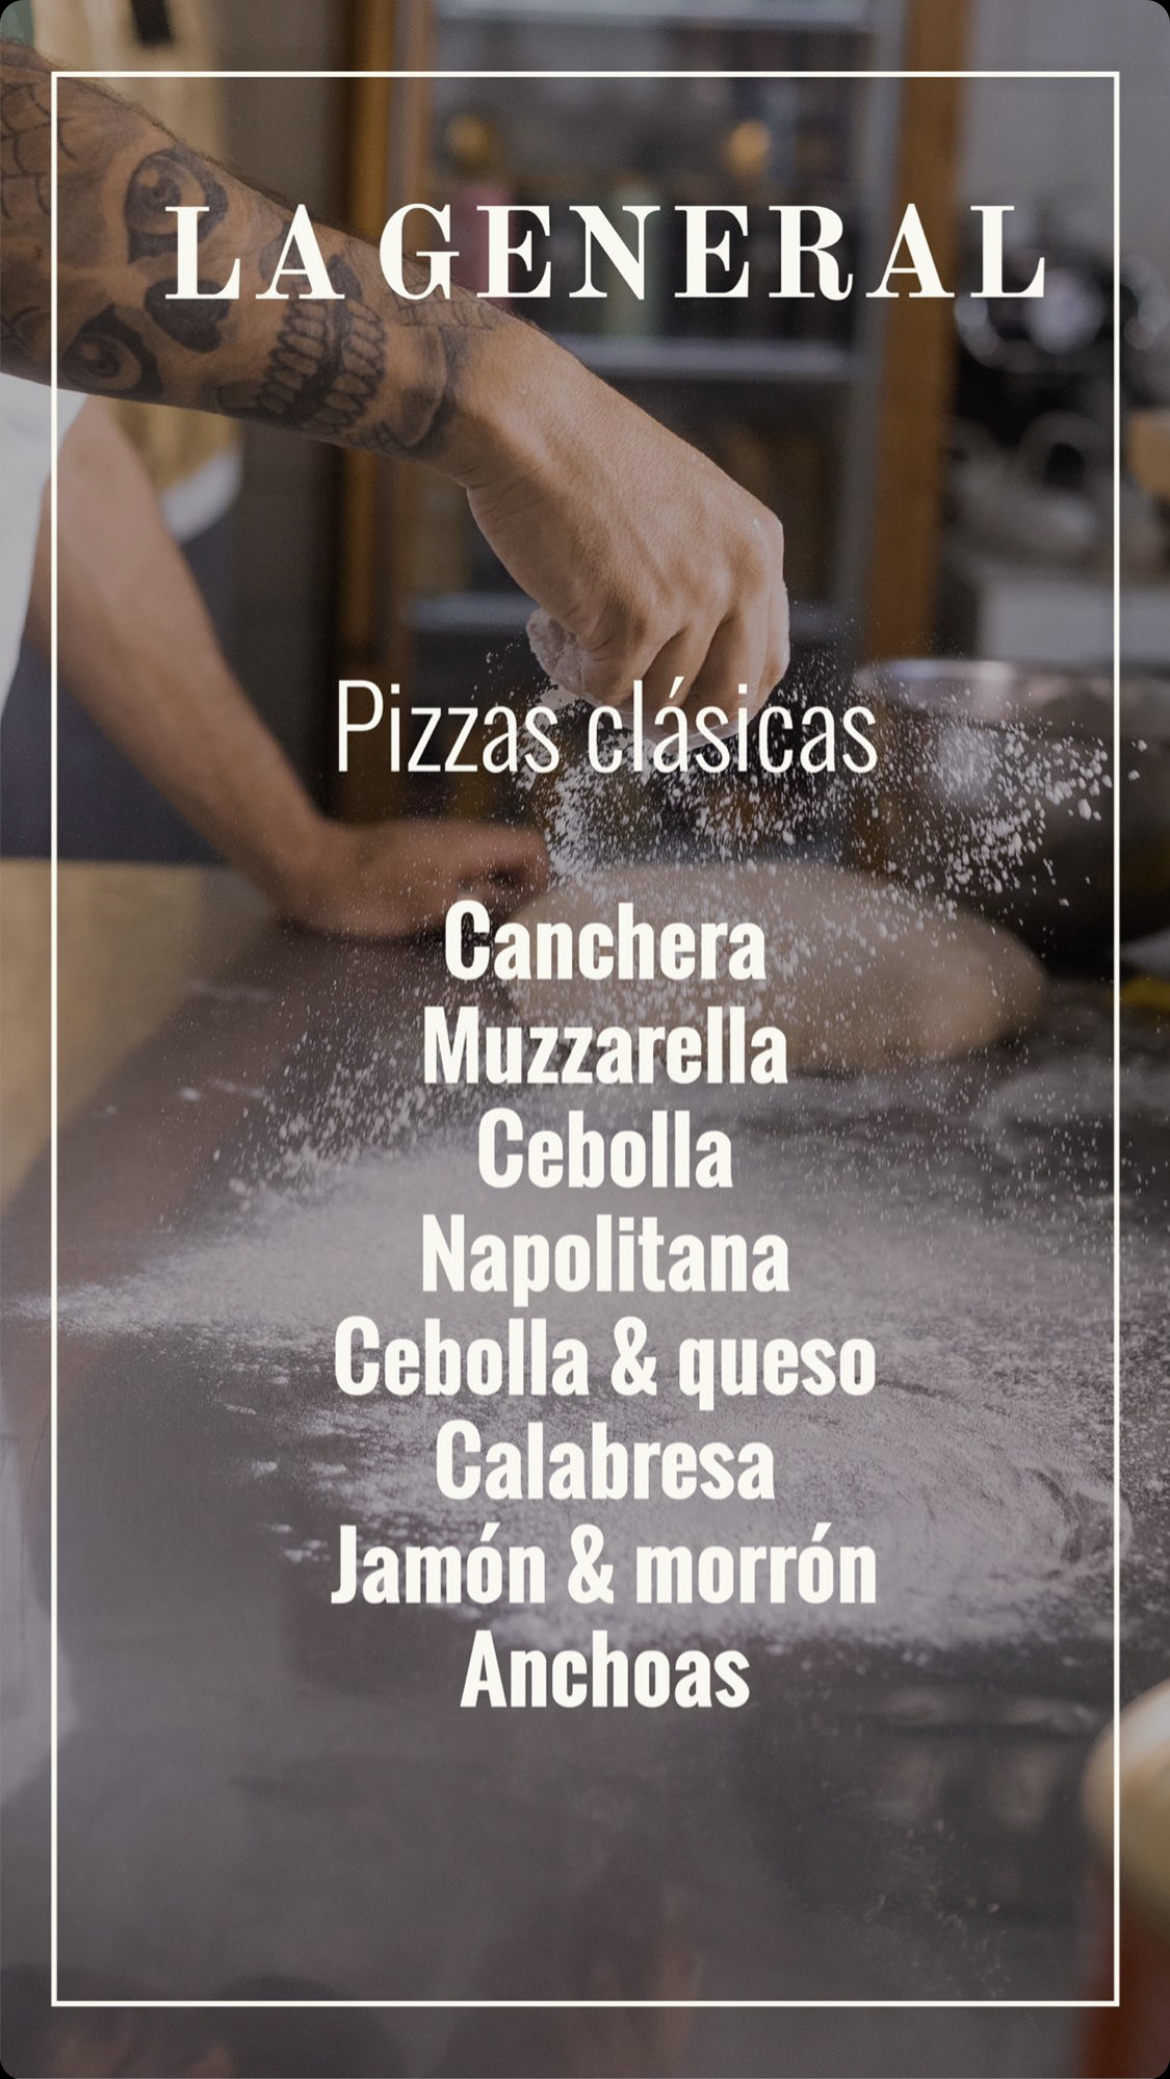 LA GENERAL
Pizzas clásicas
Canchera
Muzzarella
Cebolla
Napolitana
Cebolla & queso
Calabresa
Jamón & morrón
Anchoas